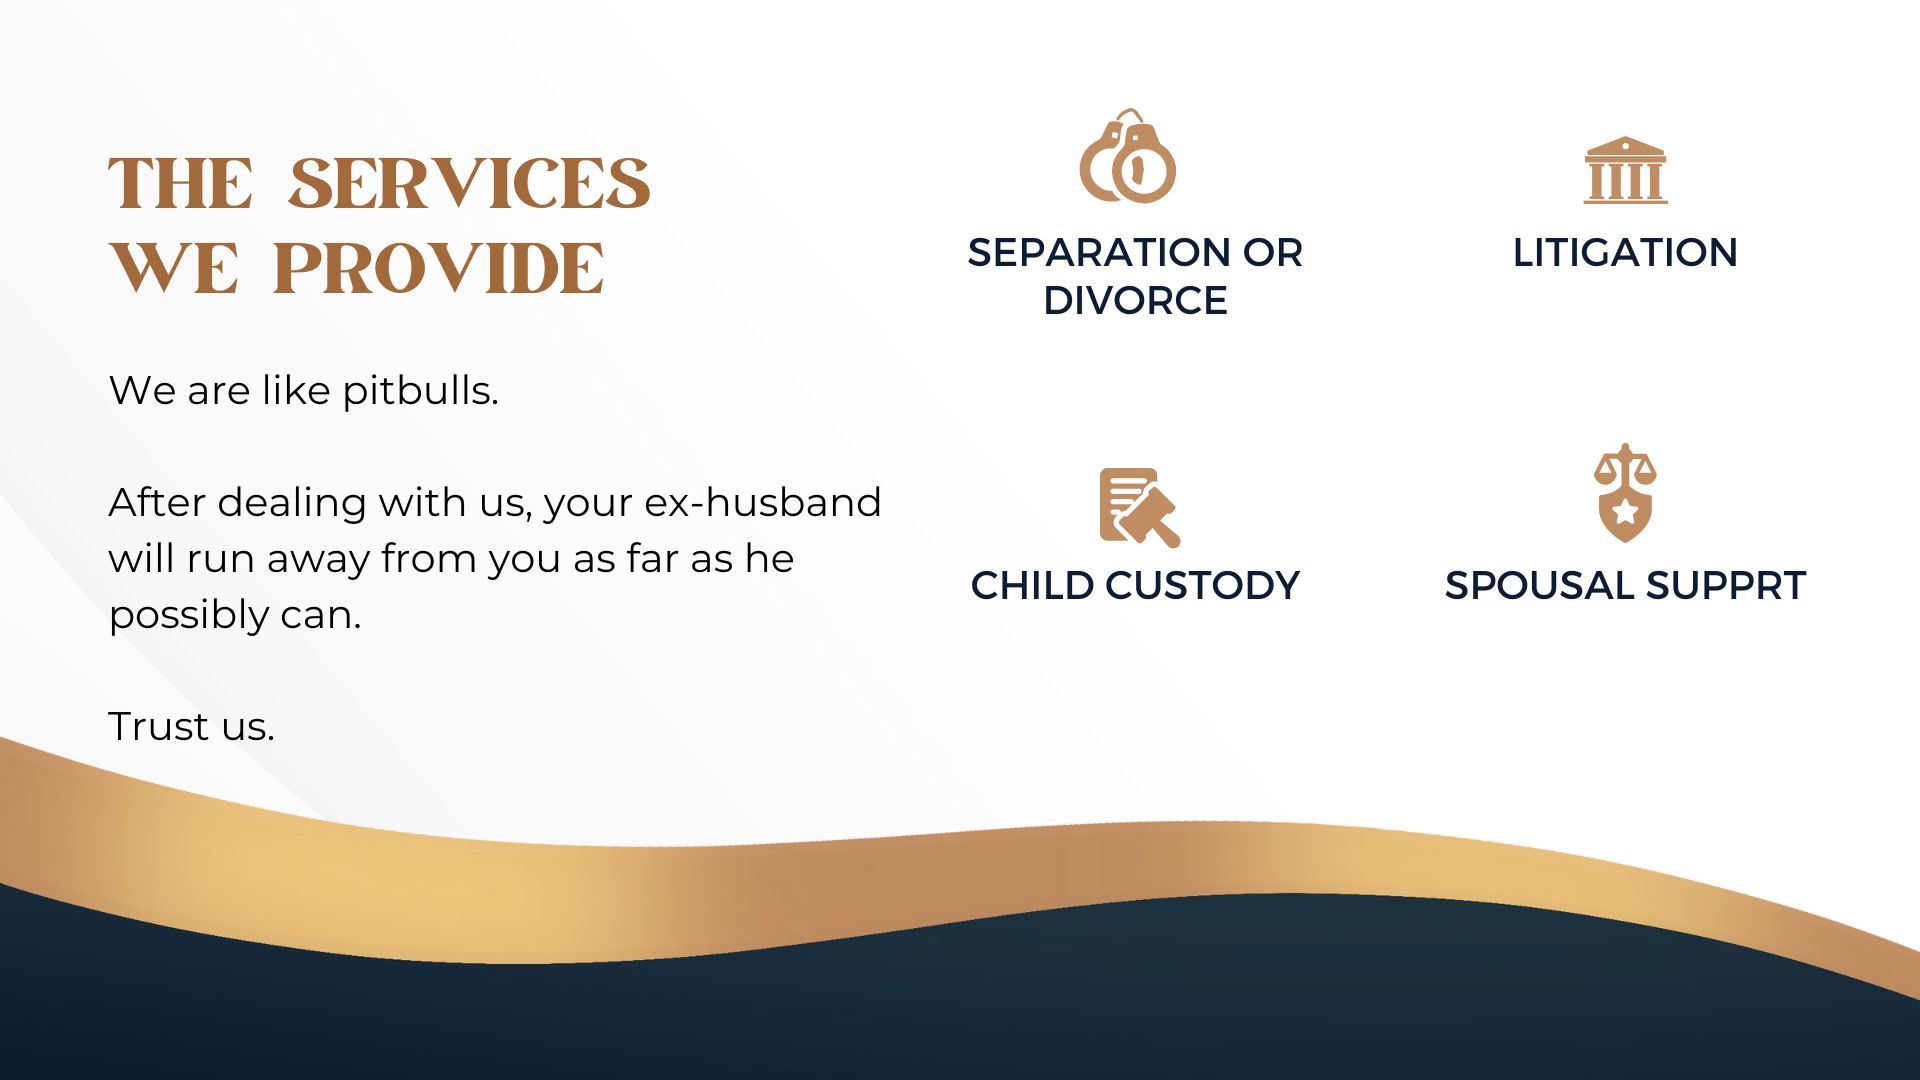 THE SERVICES
WE PROVIDE
We are like pitbulls.
After dealing with us, your ex-husband
will run away from you as far as he
possibly can.
Trust us.
SEPARATION OR
DIVORCE
LITIGATION
CHILD CUSTODY
SPOUSAL SUPPRT